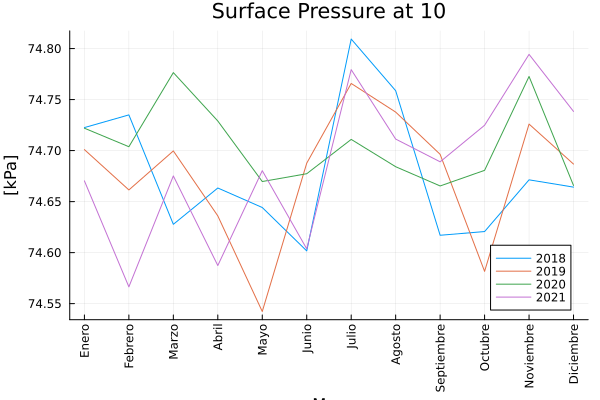 Surface Pressure at 10
[kPa]
74.80
74.75
74.70
74.65
74.60
74.55
2018
2019
2020
2021
Enero
Febrero
Marzo
Abril
Mayo
Junio
Julio
Agosto
Septiembre
Octubre
Noviembre
Diciembre